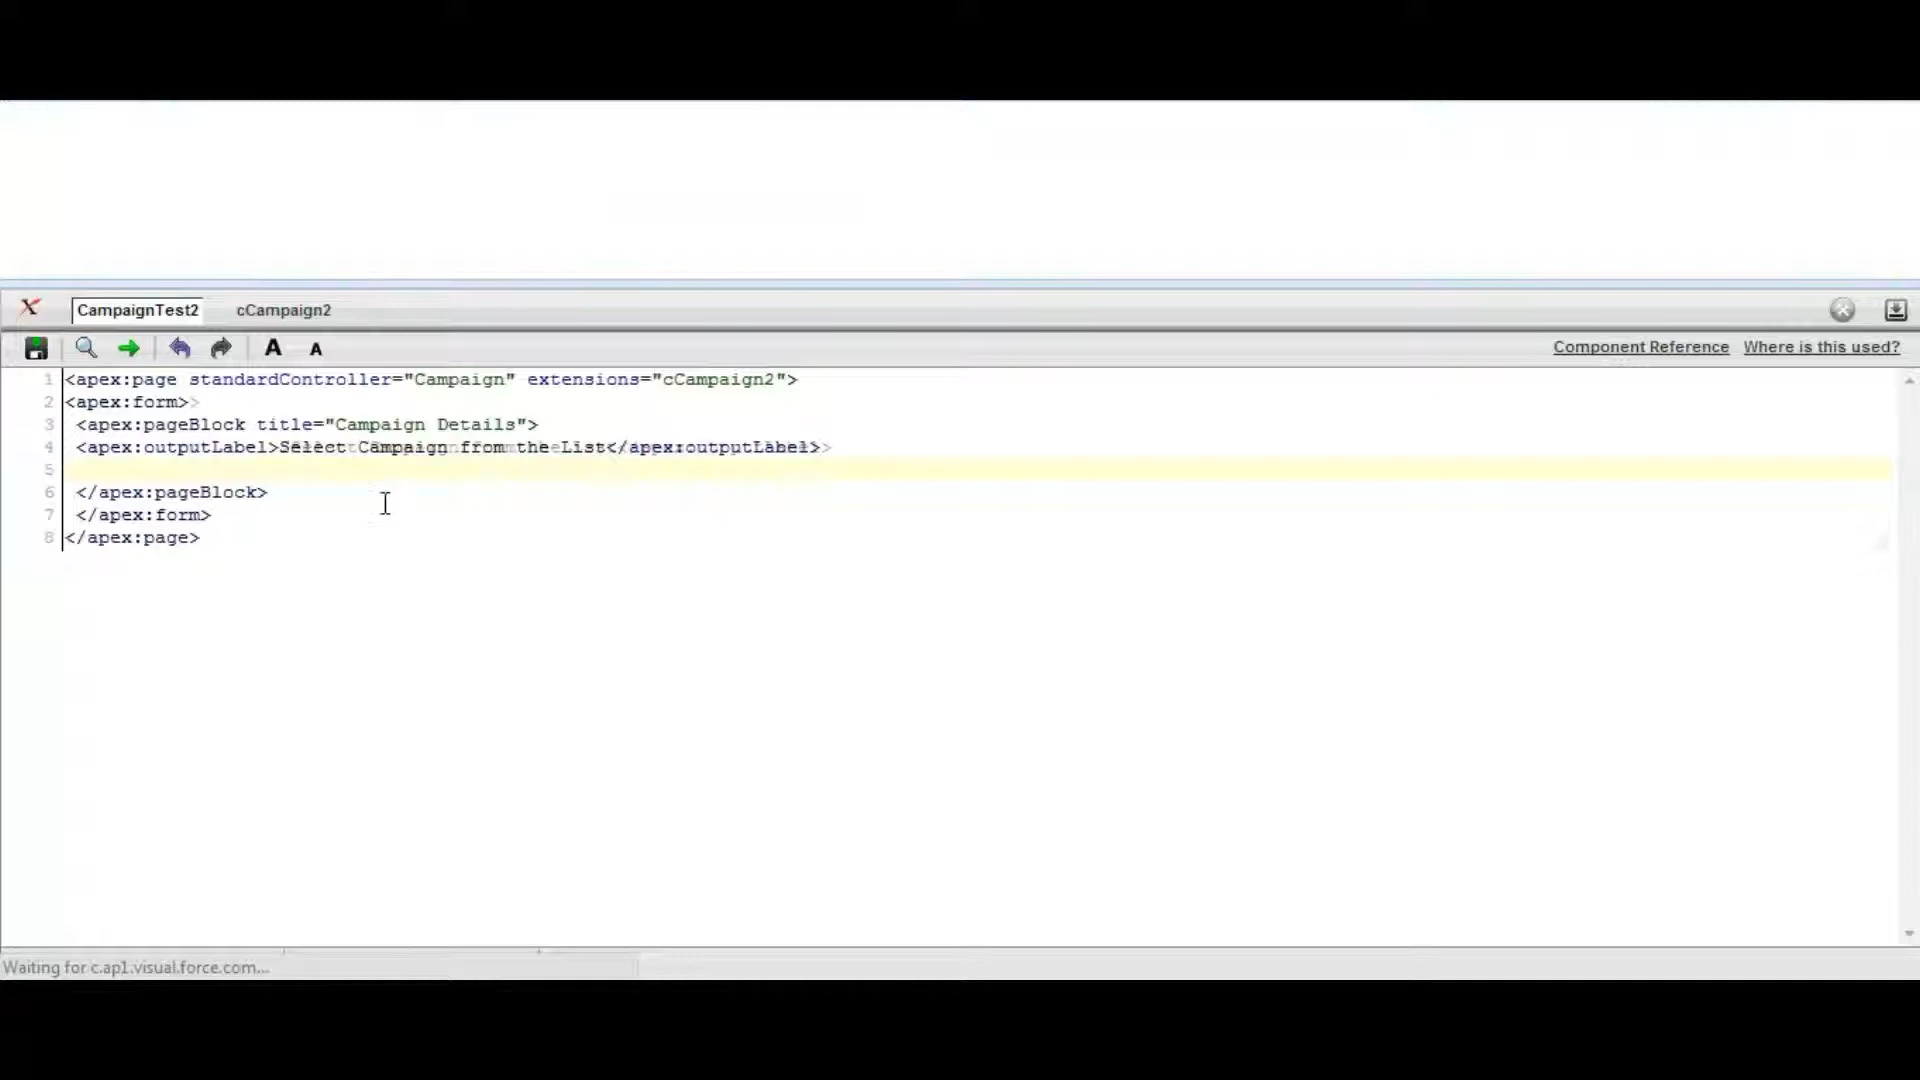 CampaignTest2 cCampaign2
A A Component Reference Where is this used?
1 <apex:page standardController="Campaign" extensions="cCampaign2">
2 <apex:form>
3 <apex:pageBlock title="Campaign Details">
4 <apex:outputLabel>Select Campaign from the List</apex:outputLabel>
5
6 </apex:pageBlock>
7 </apex:form>
8 </apex:page>
Waiting for c.ap1.visual.force.com...